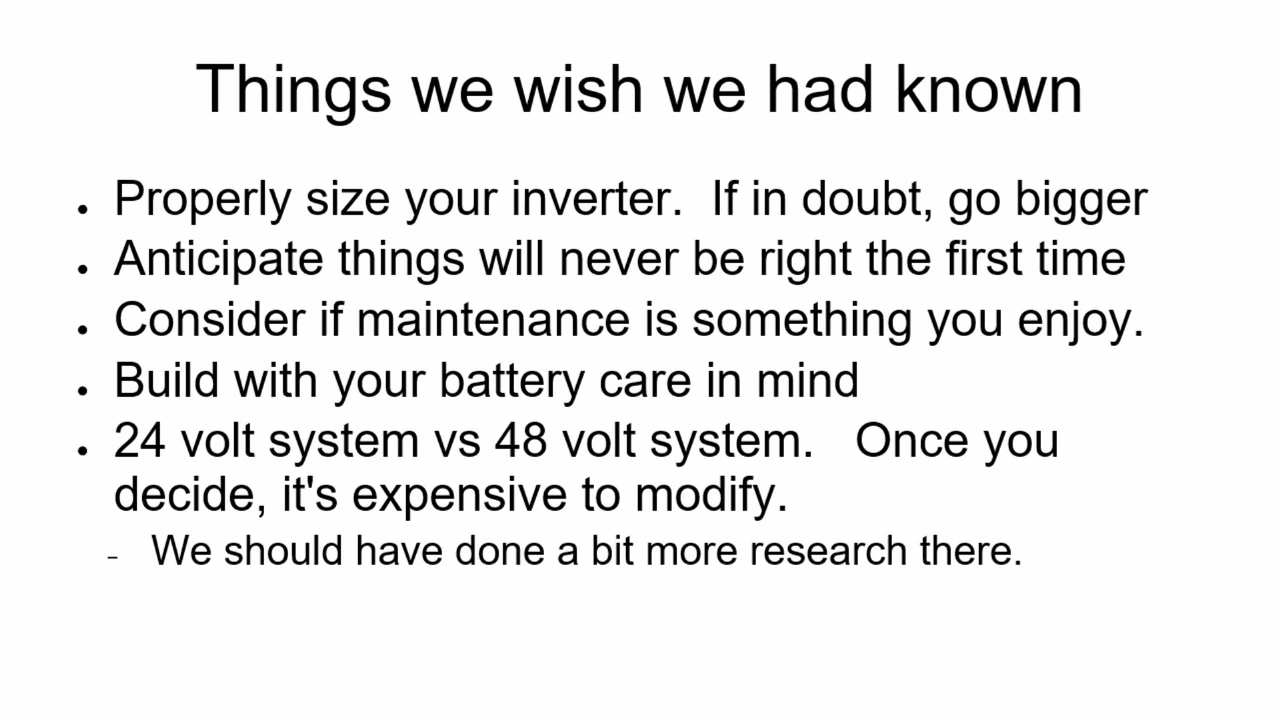 Things we wish we had known
● Properly size your inverter.  If in doubt, go bigger
● Anticipate things will never be right the first time
● Consider if maintenance is something you enjoy.
● Build with your battery care in mind
● 24 volt system vs 48 volt system.   Once you
decide, it's expensive to modify.
– We should have done a bit more research there.